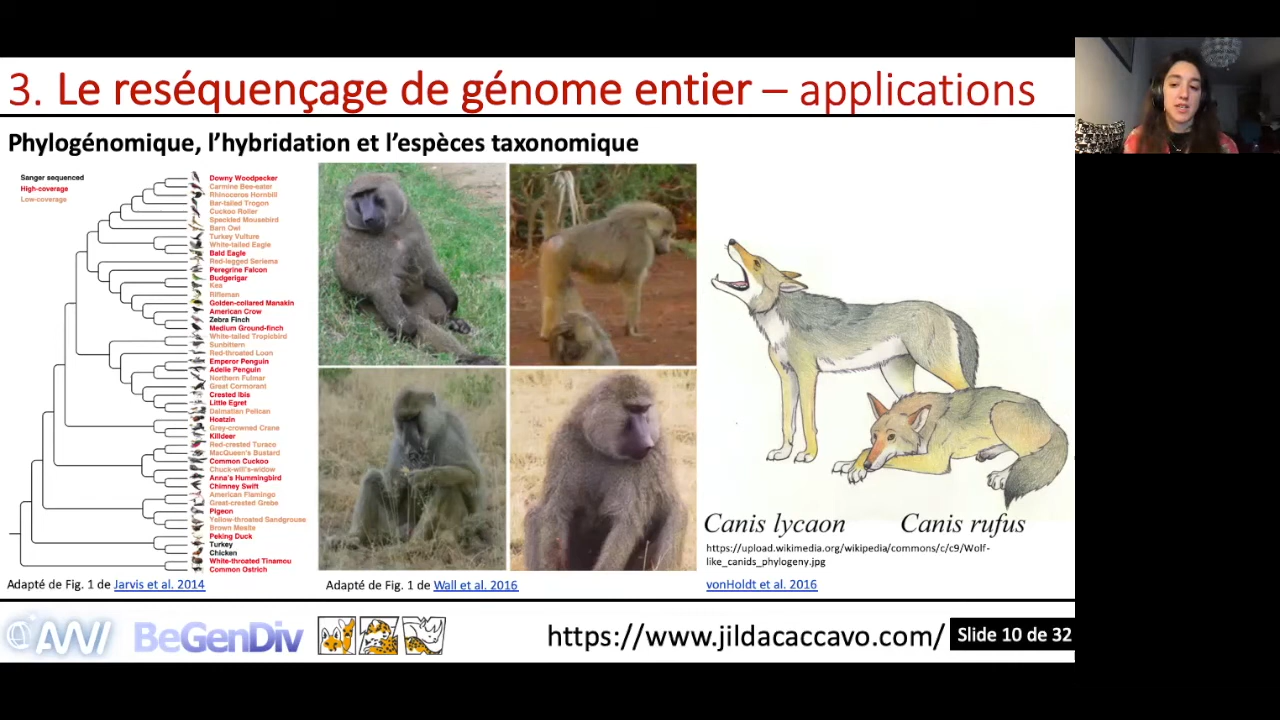 3. Le reséquençage de génome entier – applications
Phylogénomique, l’hybridation et l’espèces taxonomique
Sanger sequenced
High-coverage
Low-coverage
Downy Woodpecker
Carmine Bee-eater
Rhinoceros Hornbill
Bar-tailed Trogon
Cuckoo Roller
Speckled Mousebird
Barn Owl
Turkey Vulture
White-tailed Eagle
Bald Eagle
Red-legged Seriema
Peregrine Falcon
Budgerigar
Kea
Rifleman
Golden-collared Manakin
American Crow
Zebra Finch
Medium Ground-finch
White-tailed Tropicbird
Sunbittern
Red-throated Loon
Emperor Penguin
Adelie Penguin
Northern Fulmar
Great Cormorant
Crested Ibis
Little Egret
Dalmatian Pelican
Hoatzin
Grey-crowned Crane
Killdeer
Red-crested Turaco
MacQueen's Bustard
Common Cuckoo
Chuck-will's-widow
Anna's Hummingbird
Chimney Swift
American Flamingo
Great-crested Grebe
Pigeon
Yellow-throated Sandgrouse
Brown Mesite
Peking Duck
Turkey
Chicken
White-throated Tinamou
Common Ostrich
Adapté de Fig. 1 de Jarvis et al. 2014
Adapté de Fig. 1 de Wall et al. 2016
Canis lycaon
Canis rufus
https://upload.wikimedia.org/wikipedia/commons/c/c9/Wolf-
like_canids_phylogeny.jpg
vonHoldt et al. 2016
AWI
BeGenDiv
https://www.jildacaccavo.com/
Slide 10 de 32